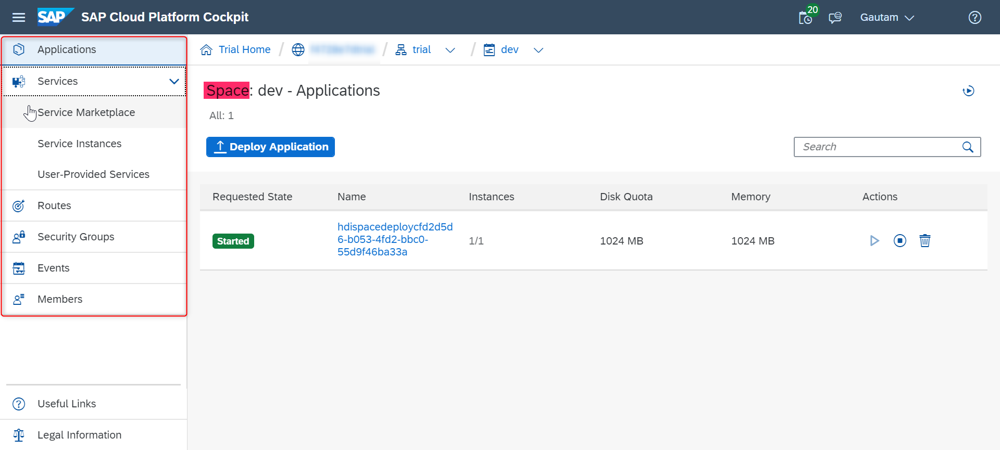 SAP SAP Cloud Platform Cockpit
20
Gautam
Applications
Services
Service Marketplace
Service Instances
User-Provided Services
Routes
Security Groups
Events
Members
Useful Links
Legal Information
Trial Home / / trial / dev
Space: dev - Applications
All: 1
Deploy Application
Search
Requested State Name Instances Disk Quota Memory Actions
Started
hdispacedeploycfd2d5d
6-b053-4fd2-bbc0-
55d9f46ba33a
1/1
1024 MB
1024 MB